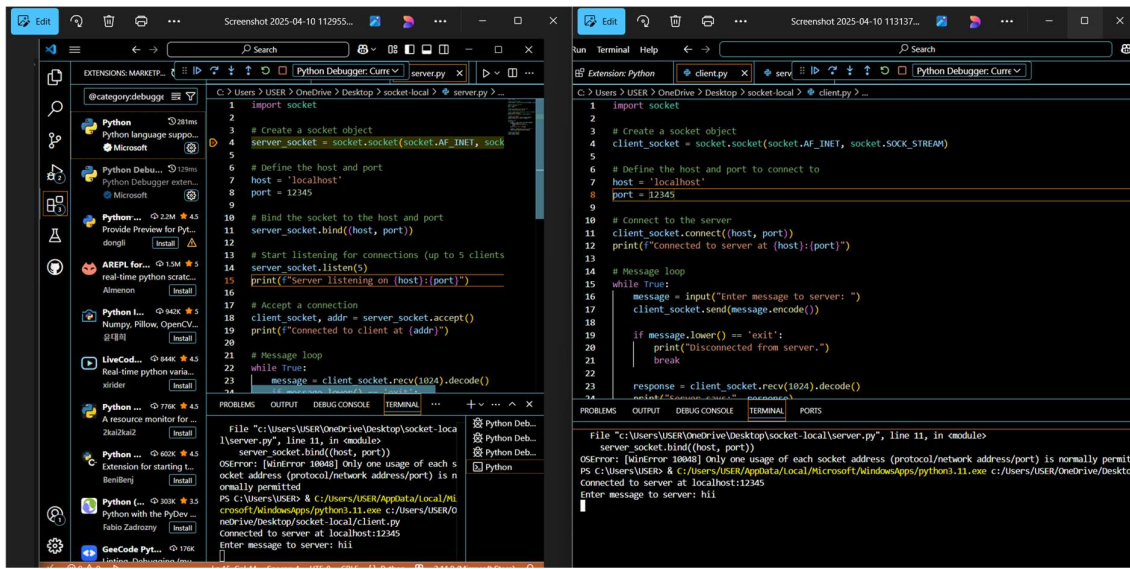 Edit
Screenshot 2025-04-10 112955...
Search
EXTENSIONS: MARKETP...
Python Debugger: Curre
server.py
@category:debugge
Python 281ms
Python language suppo...
Microsoft
Python Debu... 129ms
Python Debugger exten...
Microsoft
Python ... 2.2M 4.5
Provide Preview for Pyt...
dongli Install
AREPL for... 1.5M 5
real-time python scratc...
Almenon Install
Python I... 942K 5
Numpy, Pillow, OpenCV...
윤대희 Install
LiveCod... 844K 4.5
Real-time python varia...
xirider Install
Python ... 776K 4.5
A resource monitor for ...
2kai2kai2 Install
Python ... 602K 4.5
Extension for starting t...
BeniBenj Install
Python (... 303K 3.5
Python with the PyDev ...
Fabio Zadrozny Install
GeeCode Pyt... 176K
C: > Users > USER > OneDrive > Desktop > socket-local > server.py > ...
1 import socket
2
3 # Create a socket object
4 server_socket = socket.socket(socket.AF_INET, sock
5
6 # Define the host and port
7 host = 'localhost'
8 port = 12345
9
10 # Bind the socket to the host and port
11 server_socket.bind((host, port))
12
13 # Start listening for connections (up to 5 clients
14 server_socket.listen(5)
15 print(f"Server listening on {host}:{port}")
16
17 # Accept a connection
18 client_socket, addr = server_socket.accept()
19 print(f"Connected to client at {addr}")
20
21 # Message loop
22 while True:
23 message = client_socket.recv(1024).decode()
24 if message.lower() == 'exit':
PROBLEMS OUTPUT DEBUG CONSOLE TERMINAL ...
File "c:\Users\USER\OneDrive\Desktop\socket-loca
l\server.py", line 11, in <module>
server_socket.bind((host, port))
OSError: [WinError 10048] Only one usage of each s
ocket address (protocol/network address/port) is n
ormally permitted
PS C:\Users\USER> & C:/Users/USER/AppData/Local/Mi
crosoft/WindowsApps/python3.11.exe c:/Users/USER/O
neDrive/Desktop/socket-local/client.py
Connected to server at localhost:12345
Enter message to server: hii
Python Deb...
Python Deb...
Python Deb...
Python
Edit
Screenshot 2025-04-10 113137...
Run Terminal Help
Search
Extension: Python
client.py
serv
Python Debugger: Curre
C: > Users > USER > OneDrive > Desktop > socket-local > client.py > ...
1 import socket
2
3 # Create a socket object
4 client_socket = socket.socket(socket.AF_INET, socket.SOCK_STREAM)
5
6 # Define the host and port to connect to
7 host = 'localhost'
8 port = 12345
9
10 # Connect to the server
11 client_socket.connect((host, port))
12 print(f"Connected to server at {host}:{port}")
13
14 # Message loop
15 while True:
16 message = input("Enter message to server: ")
17 client_socket.send(message.encode())
18
19 if message.lower() == 'exit':
20 print("Disconnected from server.")
21 break
22
23 response = client_socket.recv(1024).decode()
24 print("Server says:", response)
PROBLEMS OUTPUT DEBUG CONSOLE TERMINAL PORTS
File "c:\Users\USER\OneDrive\Desktop\socket-local\server.py", line 11, in <module>
server_socket.bind((host, port))
OSError: [WinError 10048] Only one usage of each socket address (protocol/network address/port) is normally permit
PS C:\Users\USER> & C:/Users/USER/AppData/Local/Microsoft/WindowsApps/python3.11.exe c:/Users/USER/OneDrive/Deskto
Connected to server at localhost:12345
Enter message to server: hii